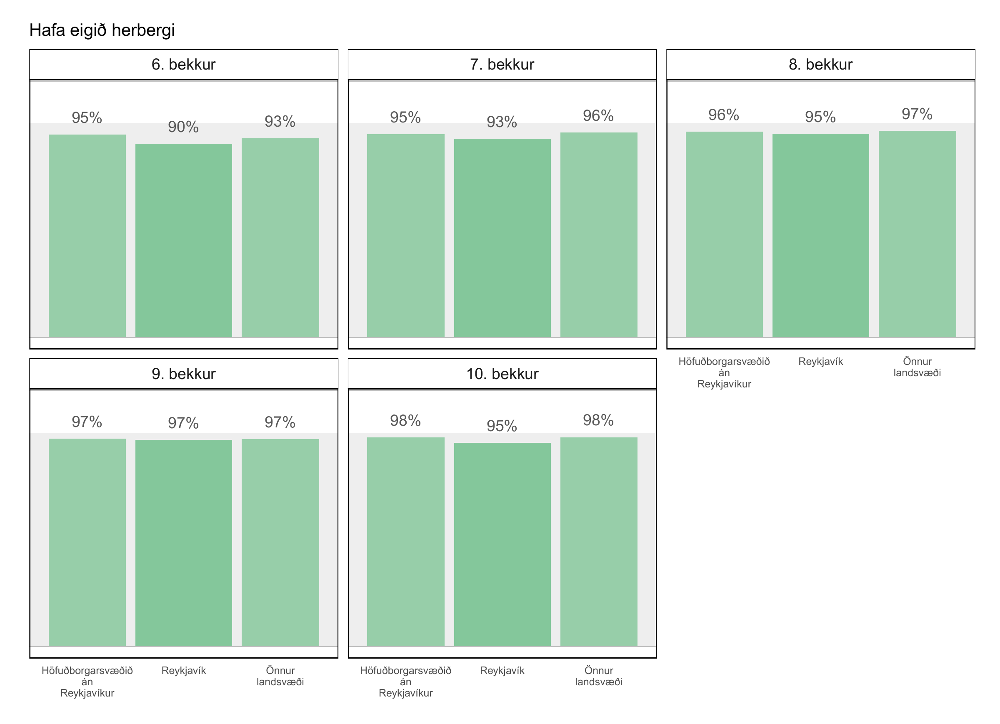 Hafa eigið herbergi
6. bekkur
95%
90%
93%
7. bekkur
95%
93%
96%
8. bekkur
96%
95%
97%
Höfuðborgarsvæðið
án
Reykjavíkur
Reykjavík
Önnur
landsvæði
9. bekkur
97%
97%
97%
Höfuðborgarsvæðið
án
Reykjavíkur
Reykjavík
Önnur
landsvæði
10. bekkur
98%
95%
98%
Höfuðborgarsvæðið
án
Reykjavíkur
Reykjavík
Önnur
landsvæði